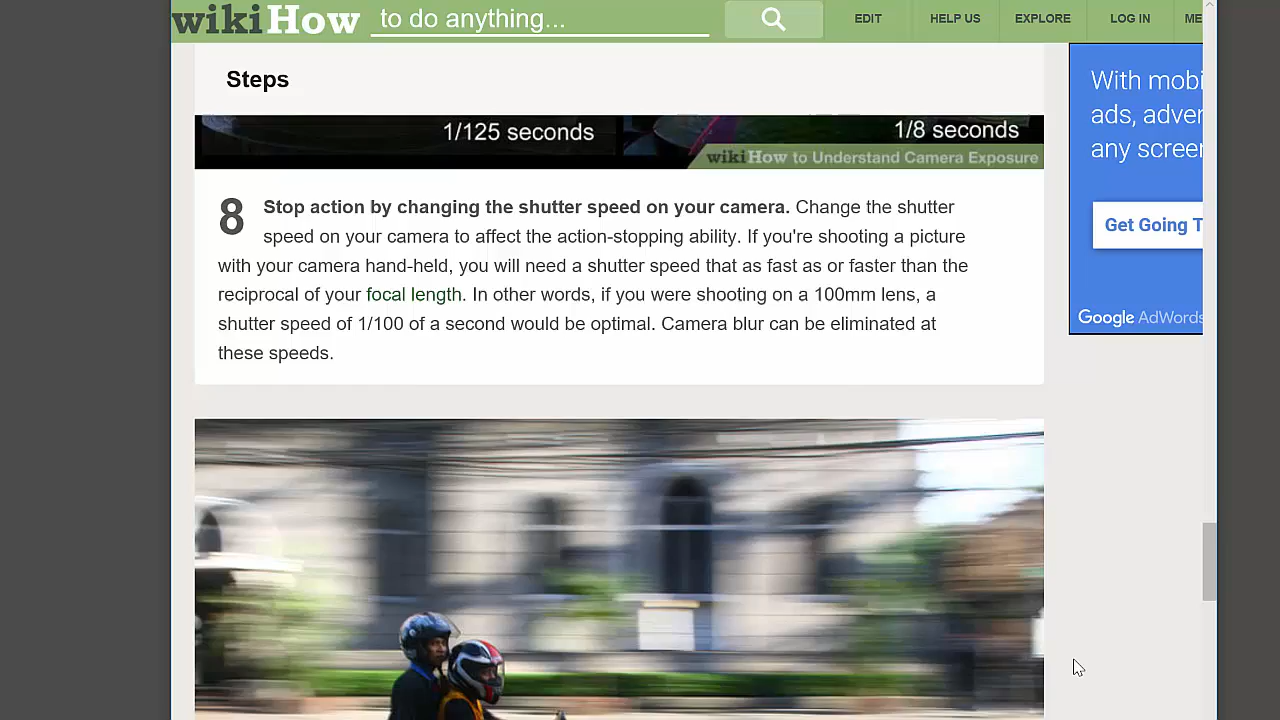 wikiHow to do anything... EDIT HELP US EXPLORE LOG IN ME
Steps
1/125 seconds 1/8 seconds
wikiHow to Understand Camera Exposure
8 Stop action by changing the shutter speed on your camera. Change the shutter
speed on your camera to affect the action-stopping ability. If you're shooting a picture
with your camera hand-held, you will need a shutter speed that as fast as or faster than the
reciprocal of your focal length. In other words, if you were shooting on a 100mm lens, a
shutter speed of 1/100 of a second would be optimal. Camera blur can be eliminated at
these speeds.
With mobi
ads, adver
any screen
Get Going T
Google AdWords